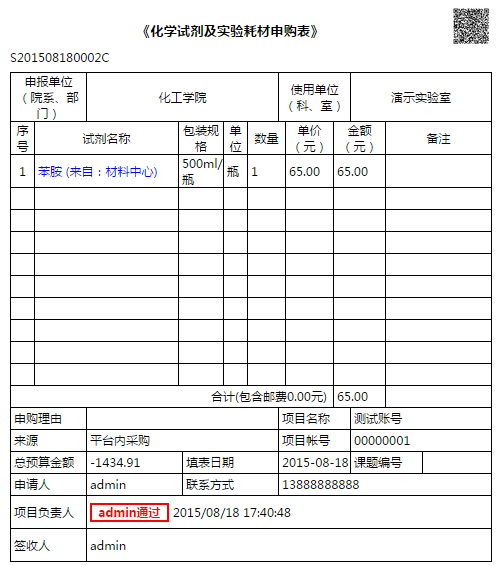 《化学试剂及实验耗材申购表》
S201508180002C
申报单位（院系、部门） 化工学院 使用单位（科、室） 演示实验室
序号 试剂名称 包装规格 单位 数量 单价（元） 金额（元） 备注
1 苯胺 (来自：材料中心) 500ml/瓶 瓶 1 65.00 65.00
合计(包含邮费0.00元) 65.00
申购理由 项目名称 测试账号
来源 平台内采购 项目帐号 00000001
总预算金额 -1434.91 填表日期 2015-08-18 课题编号
申请人 admin 联系方式 13888888888
项目负责人 admin通过 2015/08/18 17:40:48
签收人 admin